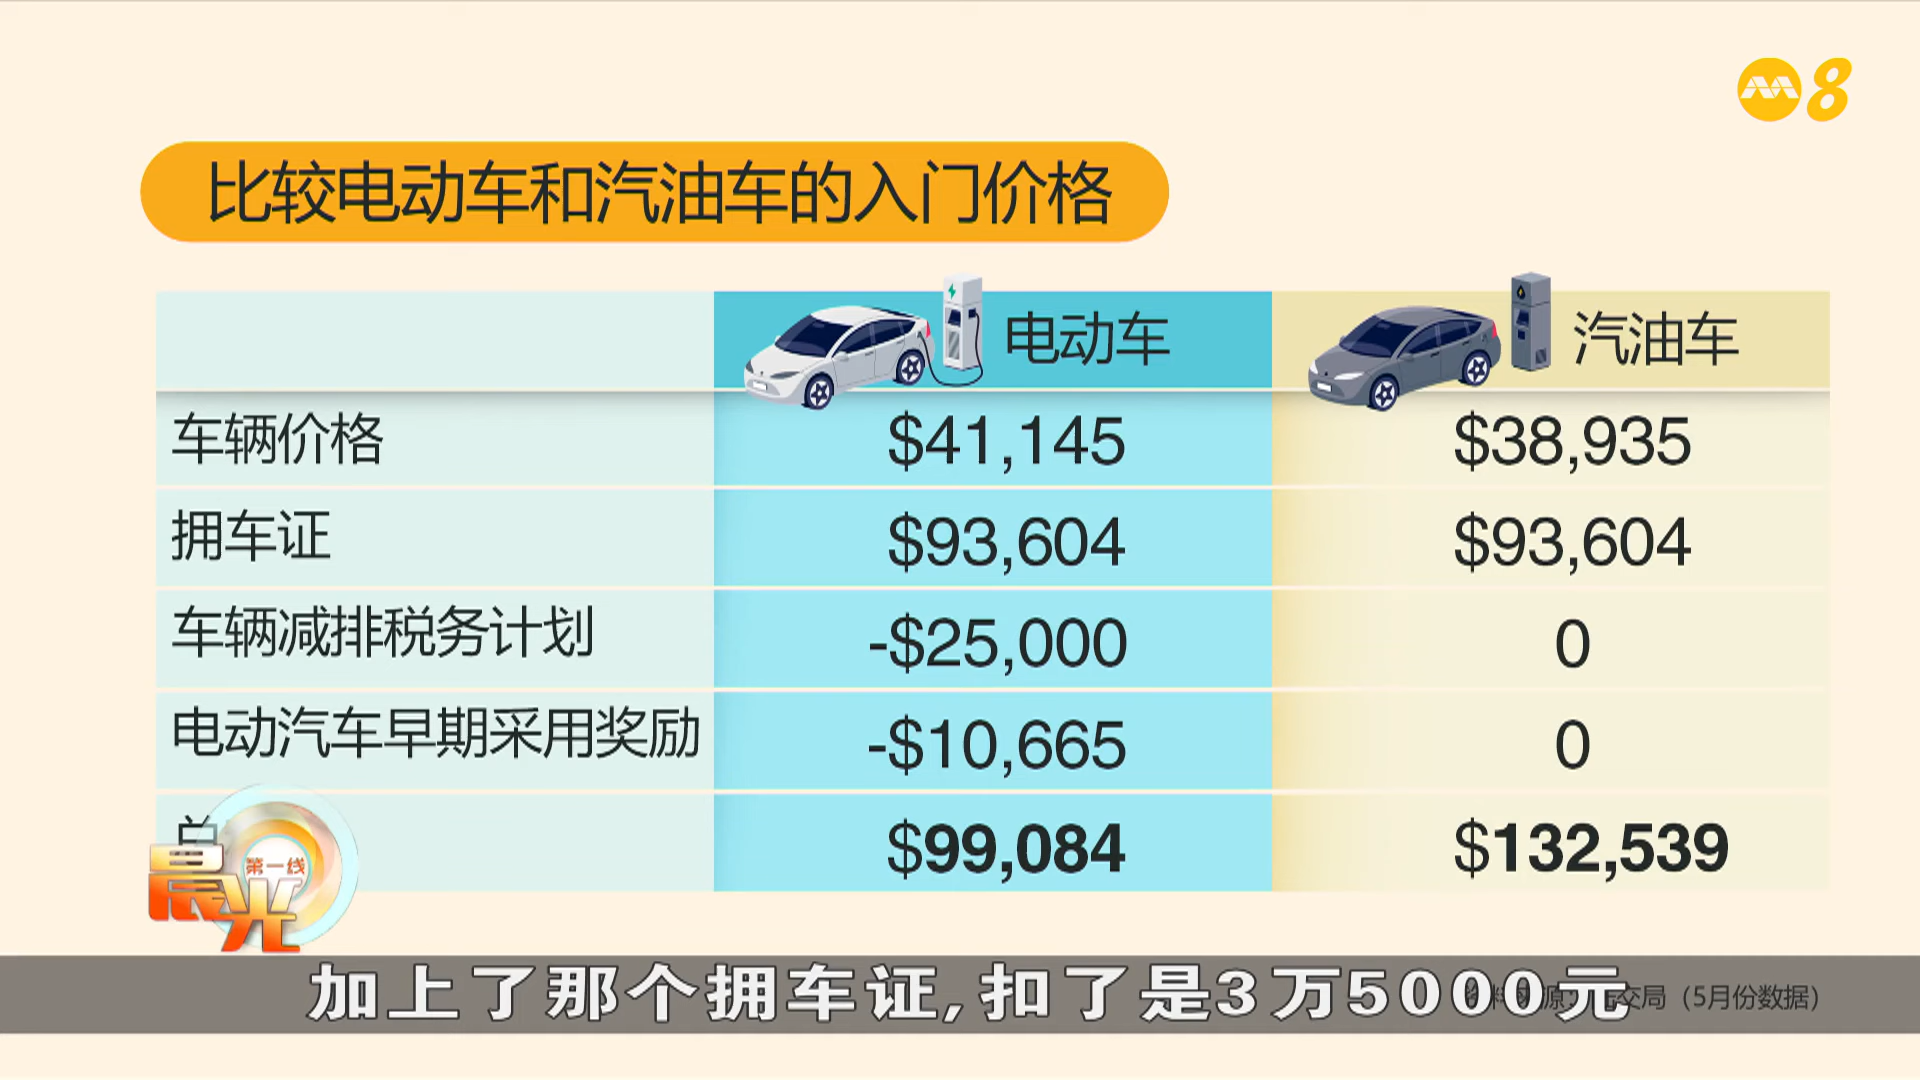 8
比较电动车和汽油车的入门价格
电动车 汽油车
车辆价格 $41,145 $38,935
拥车证 $93,604 $93,604
车辆减排税务计划 -$25,000 0
电动汽车早期采用奖励 -$10,665 0
$99,084 $132,539
晨光 第一线
加上了那个拥车证,扣了是3万5000元
交局（5月份数据）